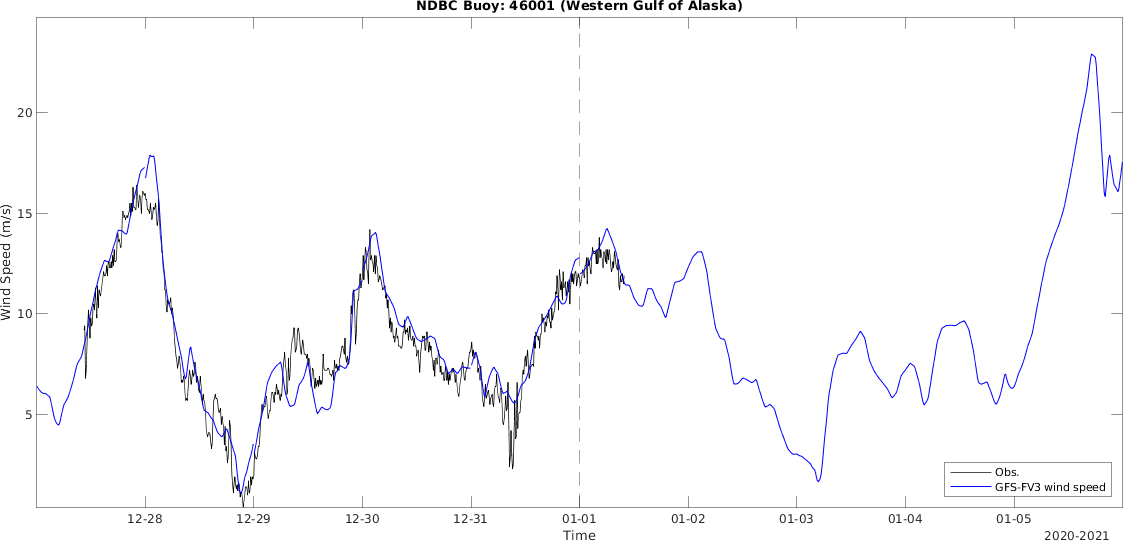 NDBC Buoy: 46001 (Western Gulf of Alaska)
Wind Speed (m/s)
20
15
10
5
Obs.
GFS-FV3 wind speed
12-28 12-29 12-30 12-31 01-01 01-02 01-03 01-04 01-05
Time
2020-2021